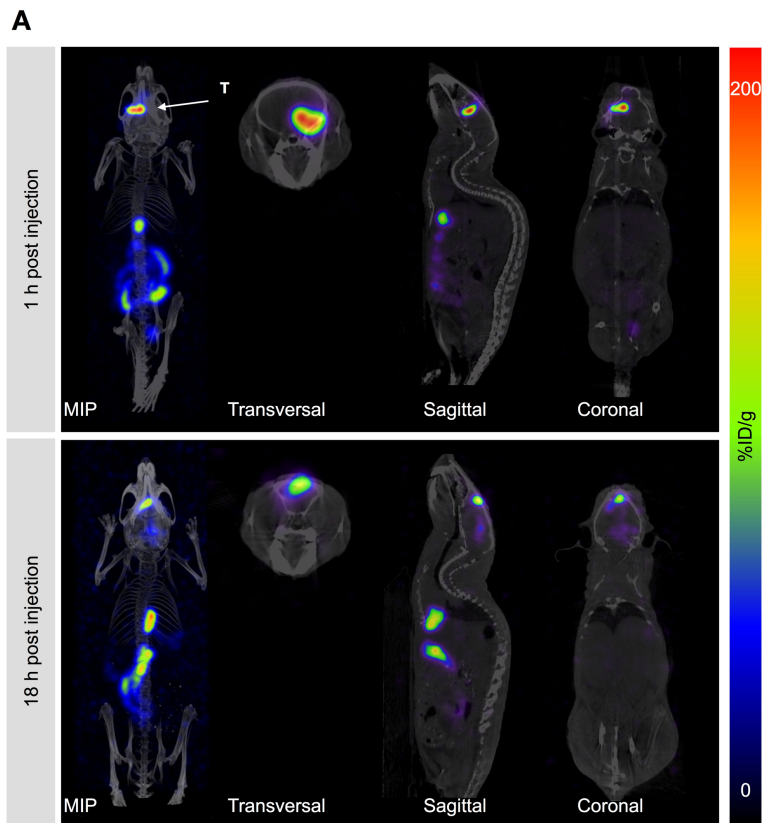 A
1 h post injection
T
MIP
Transversal
Sagittal
Coronal
200
%ID/g
0
18 h post injection
MIP
Transversal
Sagittal
Coronal